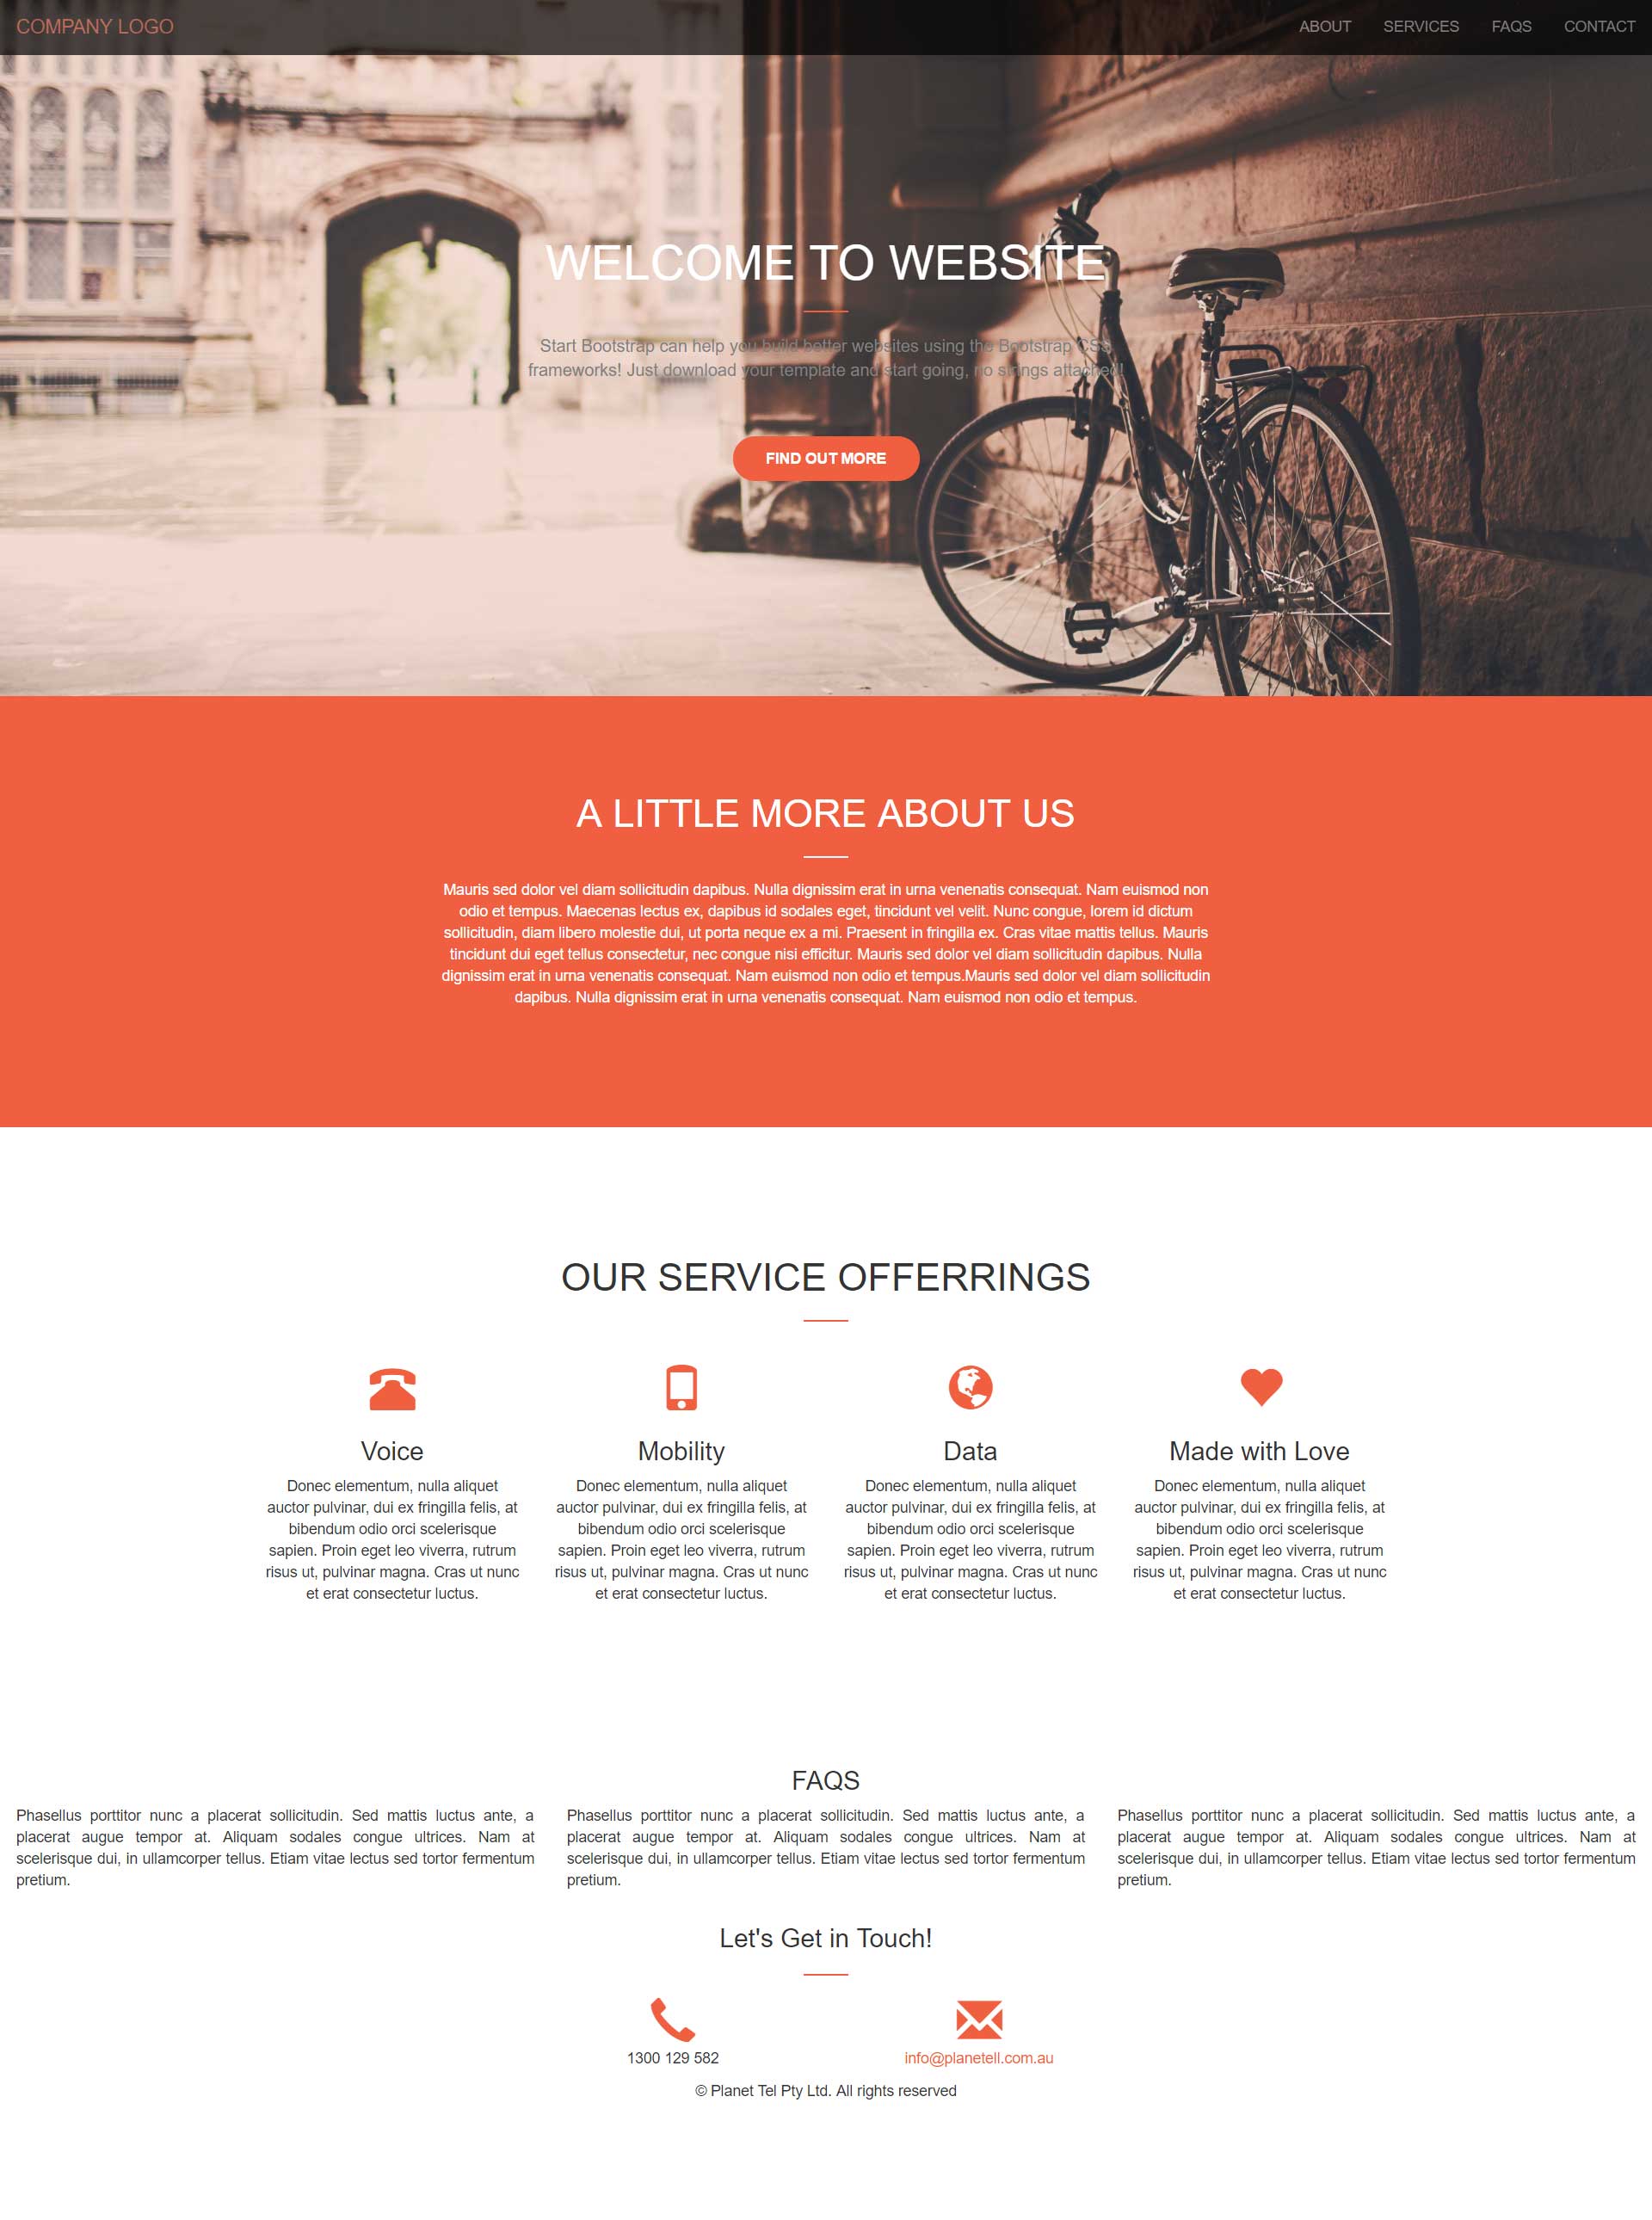 COMPANY LOGO
ABOUT SERVICES FAQS CONTACT
WELCOME TO WEBSITE
Start Bootstrap can help you build better websites using the Bootstrap CSS
frameworks! Just download your template and start going, no strings attached!
FIND OUT MORE
A LITTLE MORE ABOUT US
Mauris sed dolor vel diam sollicitudin dapibus. Nulla dignissim erat in urna venenatis consequat. Nam euismod non
odio et tempus. Maecenas lectus ex, dapibus id sodales eget, tincidunt vel velit. Nunc congue, lorem id dictum
sollicitudin, diam libero molestie dui, ut porta neque ex a mi. Praesent in fringilla ex. Cras vitae mattis tellus. Mauris
tincidunt dui eget tellus consectetur, nec congue nisi efficitur. Mauris sed dolor vel diam sollicitudin dapibus. Nulla
dignissim erat in urna venenatis consequat. Nam euismod non odio et tempus.Mauris sed dolor vel diam sollicitudin
dapibus. Nulla dignissim erat in urna venenatis consequat. Nam euismod non odio et tempus.
OUR SERVICE OFFERRINGS
Voice
Donec elementum, nulla aliquet
auctor pulvinar, dui ex fringilla felis, at
bibendum odio orci scelerisque
sapien. Proin eget leo viverra, rutrum
risus ut, pulvinar magna. Cras ut nunc
et erat consectetur luctus.
Mobility
Donec elementum, nulla aliquet
auctor pulvinar, dui ex fringilla felis, at
bibendum odio orci scelerisque
sapien. Proin eget leo viverra, rutrum
risus ut, pulvinar magna. Cras ut nunc
et erat consectetur luctus.
Data
Donec elementum, nulla aliquet
auctor pulvinar, dui ex fringilla felis, at
bibendum odio orci scelerisque
sapien. Proin eget leo viverra, rutrum
risus ut, pulvinar magna. Cras ut nunc
et erat consectetur luctus.
Made with Love
Donec elementum, nulla aliquet
auctor pulvinar, dui ex fringilla felis, at
bibendum odio orci scelerisque
sapien. Proin eget leo viverra, rutrum
risus ut, pulvinar magna. Cras ut nunc
et erat consectetur luctus.
FAQS
Phasellus porttitor nunc a placerat sollicitudin. Sed mattis luctus ante, a
placerat augue tempor at. Aliquam sodales congue ultrices. Nam at
scelerisque dui, in ullamcorper tellus. Etiam vitae lectus sed tortor fermentum
pretium.
Phasellus porttitor nunc a placerat sollicitudin. Sed mattis luctus ante, a
placerat augue tempor at. Aliquam sodales congue ultrices. Nam at
scelerisque dui, in ullamcorper tellus. Etiam vitae lectus sed tortor fermentum
pretium.
Phasellus porttitor nunc a placerat sollicitudin. Sed mattis luctus ante, a
placerat augue tempor at. Aliquam sodales congue ultrices. Nam at
scelerisque dui, in ullamcorper tellus. Etiam vitae lectus sed tortor fermentum
pretium.
Let's Get in Touch!
1300 129 582
info@planetell.com.au
© Planet Tel Pty Ltd. All rights reserved